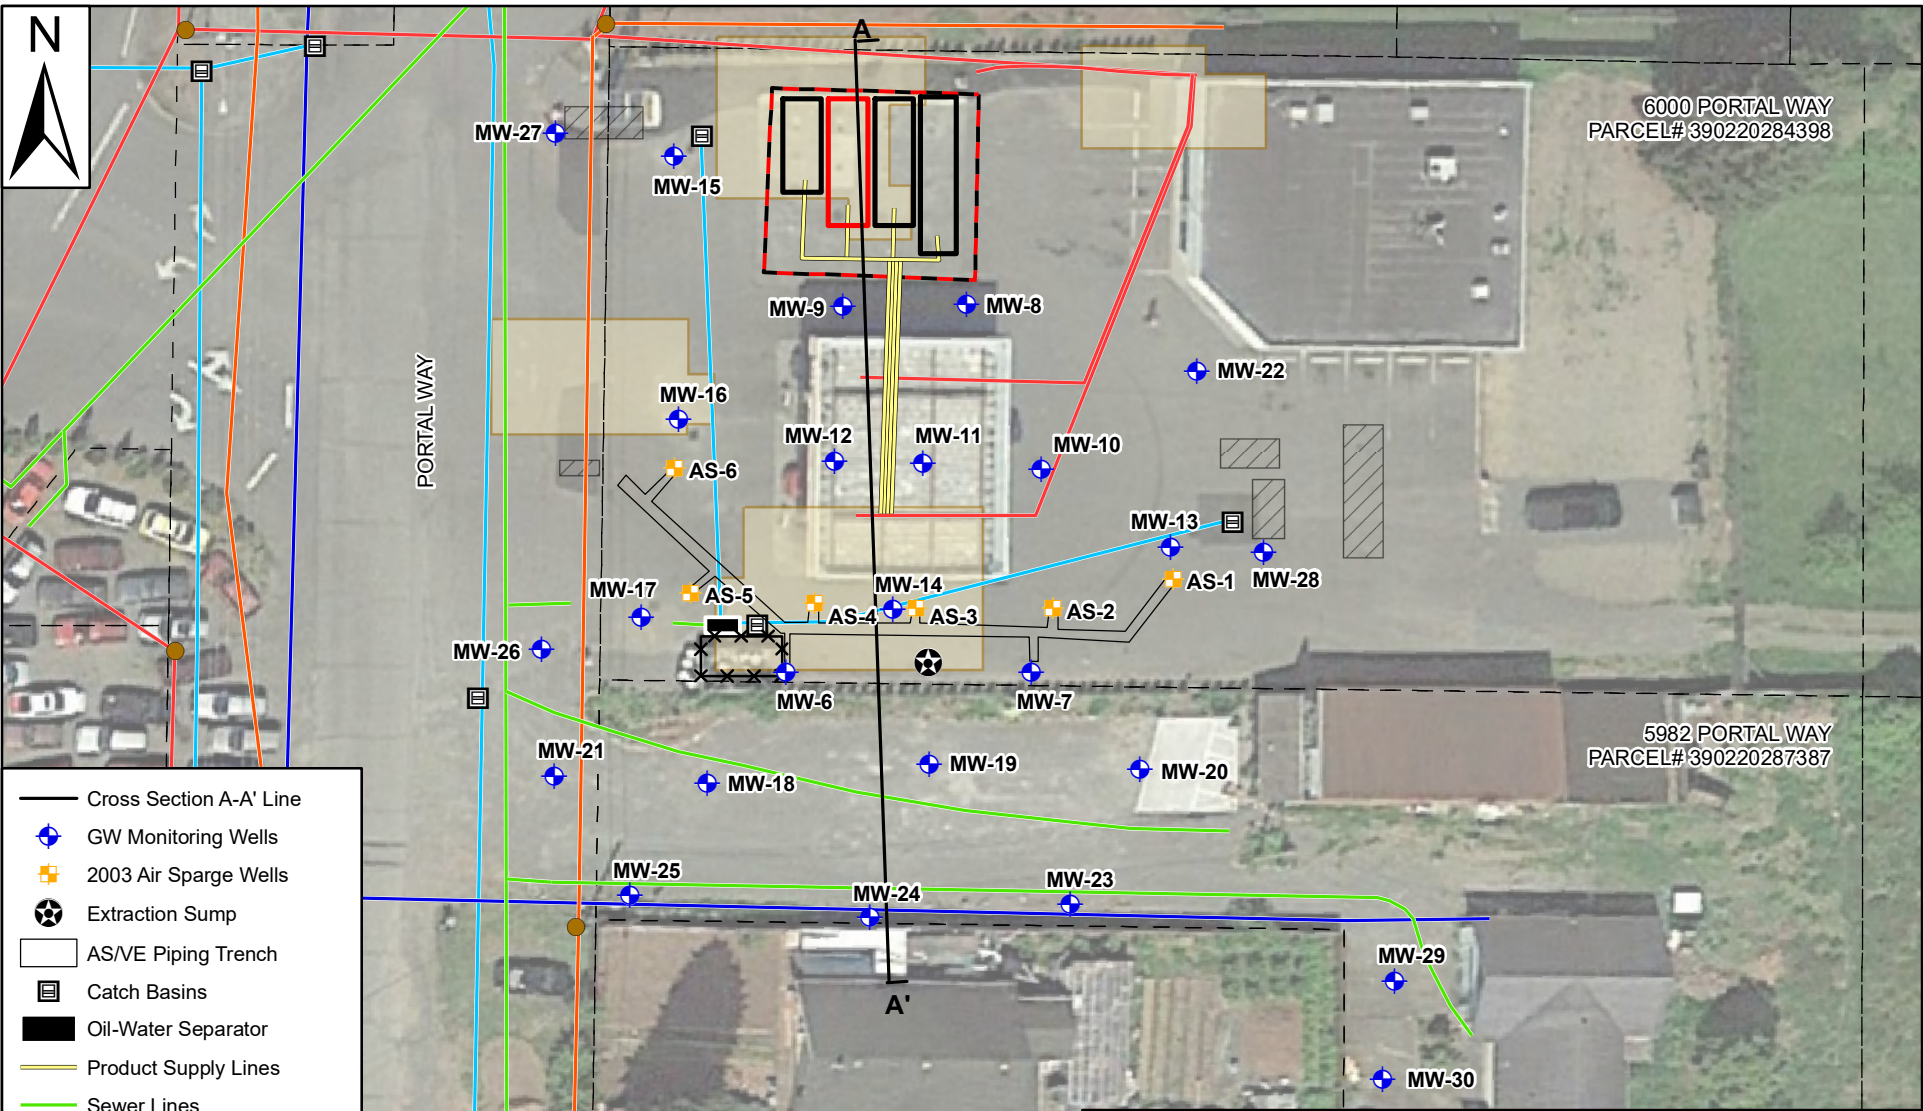 N
A
6000 PORTAL WAY
PARCEL# 390220284398
MW-27
MW-15
MW-9
MW-8
PORTAL WAY
MW-22
MW-16
MW-12
MW-11
MW-10
AS-6
MW-13
MW-28
AS-1
MW-17
AS-5
MW-14
AS-4
AS-3
AS-2
MW-26
MW-6
MW-7
5982 PORTAL WAY
PARCEL# 390220287387
MW-21
MW-18
MW-19
MW-20
MW-25
MW-24
MW-23
MW-29
A'
MW-30
Cross Section A-A' Line
GW Monitoring Wells
2003 Air Sparge Wells
Extraction Sump
AS/VE Piping Trench
Catch Basins
Oil-Water Separator
Product Supply Lines
Sewer Lines